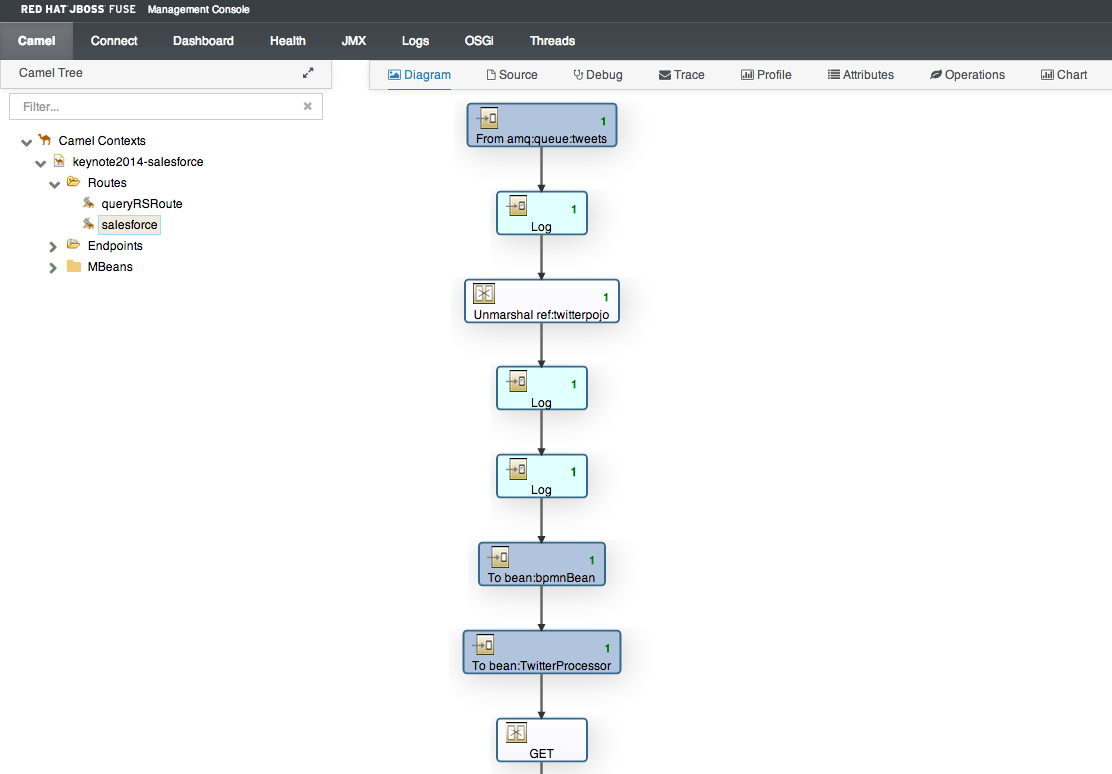 RED HAT JBOSS FUSE Management Console
Camel Connect Dashboard Health JMX Logs OSGi Threads
Camel Tree
Diagram Source Debug Trace Profile Attributes Operations Chart
Filter...
Camel Contexts
keynote2014-salesforce
Routes
queryRSRoute
salesforce
Endpoints
MBeans
1
From amq:queue:tweets
1
Log
1
Unmarshal ref:twitterpojo
1
Log
1
Log
1
To bean:bpmnBean
1
To bean:TwitterProcessor
GET